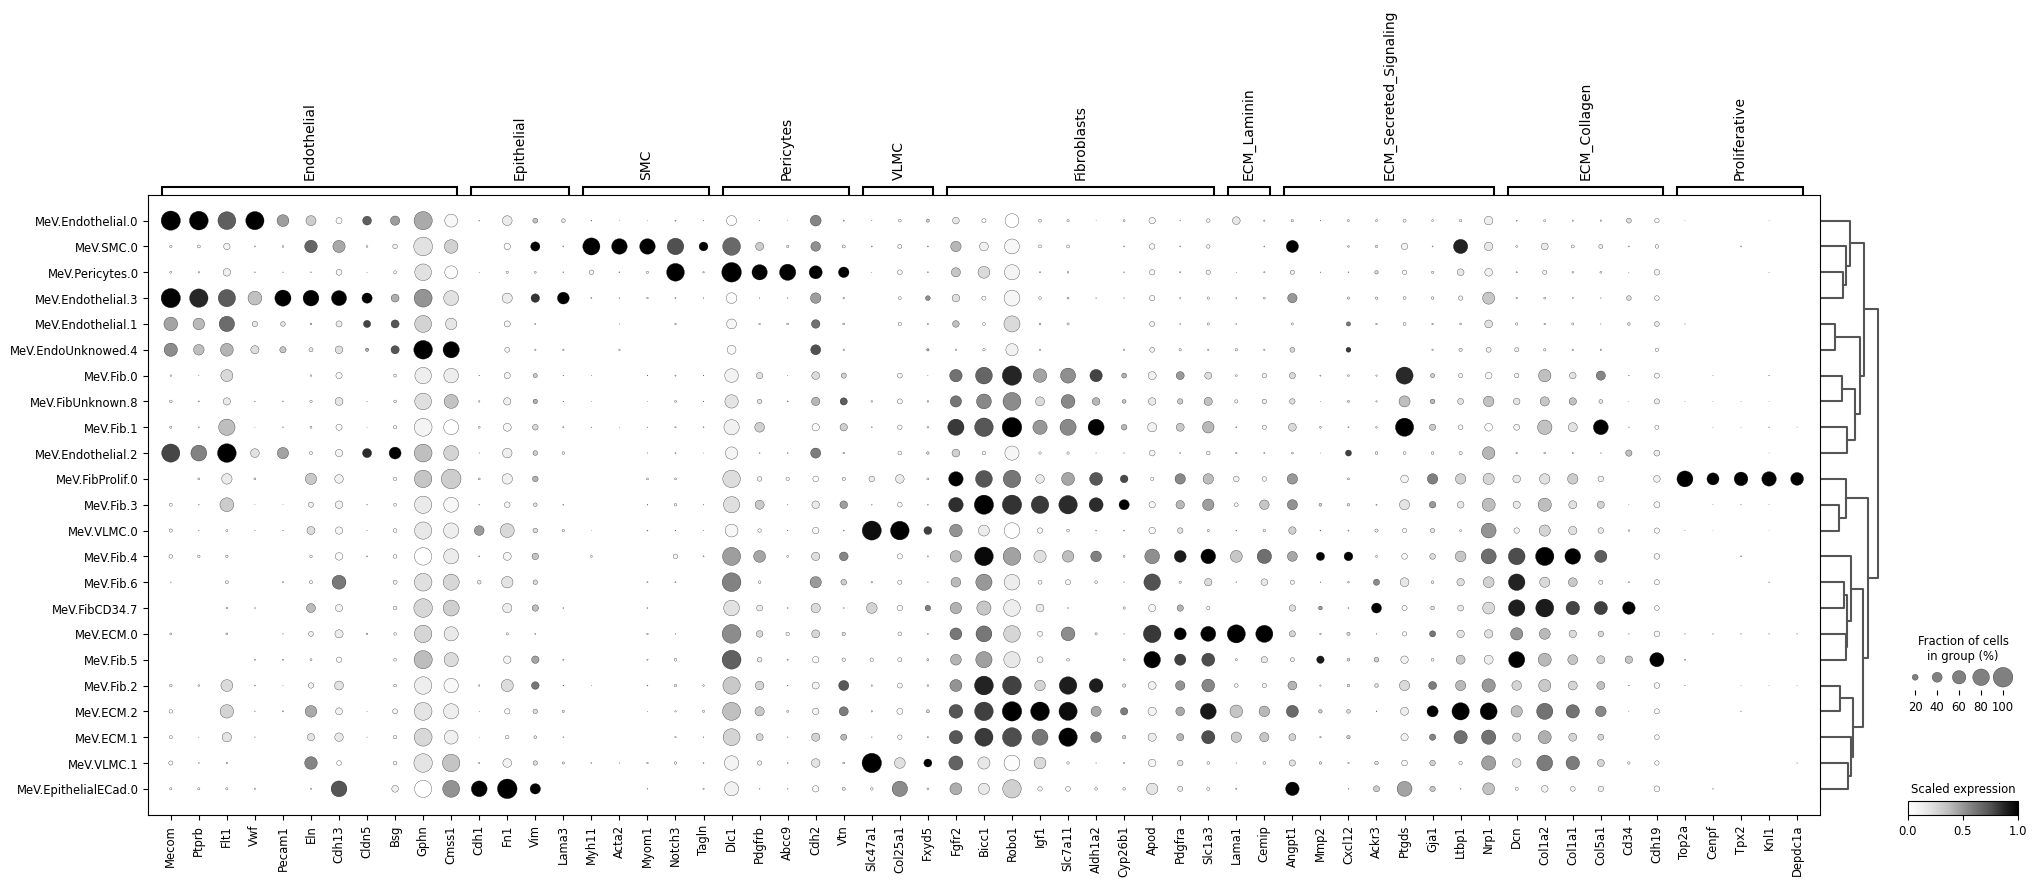 Endothelial
Epithelial
SMC
Pericytes
VLMC
Fibroblasts
ECM_Laminin
ECM_Secreted_Signaling
ECM_Collagen
Proliferative
MeV.Endothelial.0
MeV.SMC.0
MeV.Pericytes.0
MeV.Endothelial.3
MeV.Endothelial.1
MeV.EndoUnknowed.4
MeV.Fib.0
MeV.FibUnknown.8
MeV.Fib.1
MeV.Endothelial.2
MeV.FibProlif.0
MeV.Fib.3
MeV.VLMC.0
MeV.Fib.4
MeV.Fib.6
MeV.FibCD34.7
MeV.ECM.0
MeV.Fib.5
MeV.Fib.2
MeV.ECM.2
MeV.ECM.1
MeV.VLMC.1
MeV.EpithelialECad.0
Mecom
Ptprb
Flt1
Vwf
Pecam1
Eln
Cdh13
Cldn5
Bsg
Gphn
Cmss1
Cdh1
Fn1
Vim
Lama3
Myh11
Acta2
Myom1
Notch3
Tagln
Dlc1
Pdgfrb
Abcc9
Cdh2
Vtn
Slc47a1
Col25a1
Fxyd5
Fgfr2
Bicc1
Robo1
Igf1
Slc7a11
Aldh1a2
Cyp26b1
Apod
Pdgfra
Slc1a3
Lama1
Cemip
Angpt1
Mmp2
Cxcl12
Ackr3
Ptgds
Gja1
Ltbp1
Nrp1
Dcn
Col1a2
Col1a1
Col5a1
Cd34
Cdh19
Top2a
Cenpf
Tpx2
Knl1
Depdc1a
Fraction of cells
in group (%)
20 40 60 80 100
Scaled expression
0.0 0.5 1.0